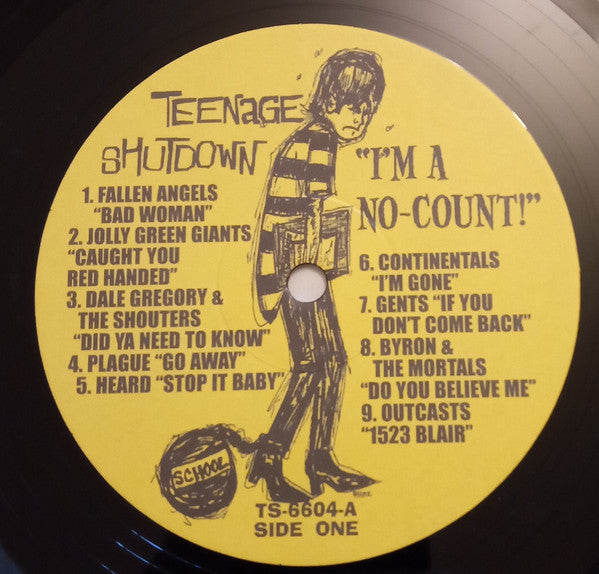 TEENAGE
SHUTDOWN
"I'M A
NO-COUNT!"
1. FALLEN ANGELS
"BAD WOMAN"
2. JOLLY GREEN GIANTS
"CAUGHT YOU
RED HANDED"
3. DALE GREGORY &
THE SHOUTERS
"DID YA NEED TO KNOW"
4. PLAGUE "GO AWAY"
5. HEARD "STOP IT BABY"
6. CONTINENTALS
"I'M GONE"
7. GENTS "IF YOU
DON'T COME BACK"
8. BYRON &
THE MORTALS
"DO YOU BELIEVE ME"
9. OUTCASTS
"1523 BLAIR"
SCHOOL
TS-6604-A
SIDE ONE